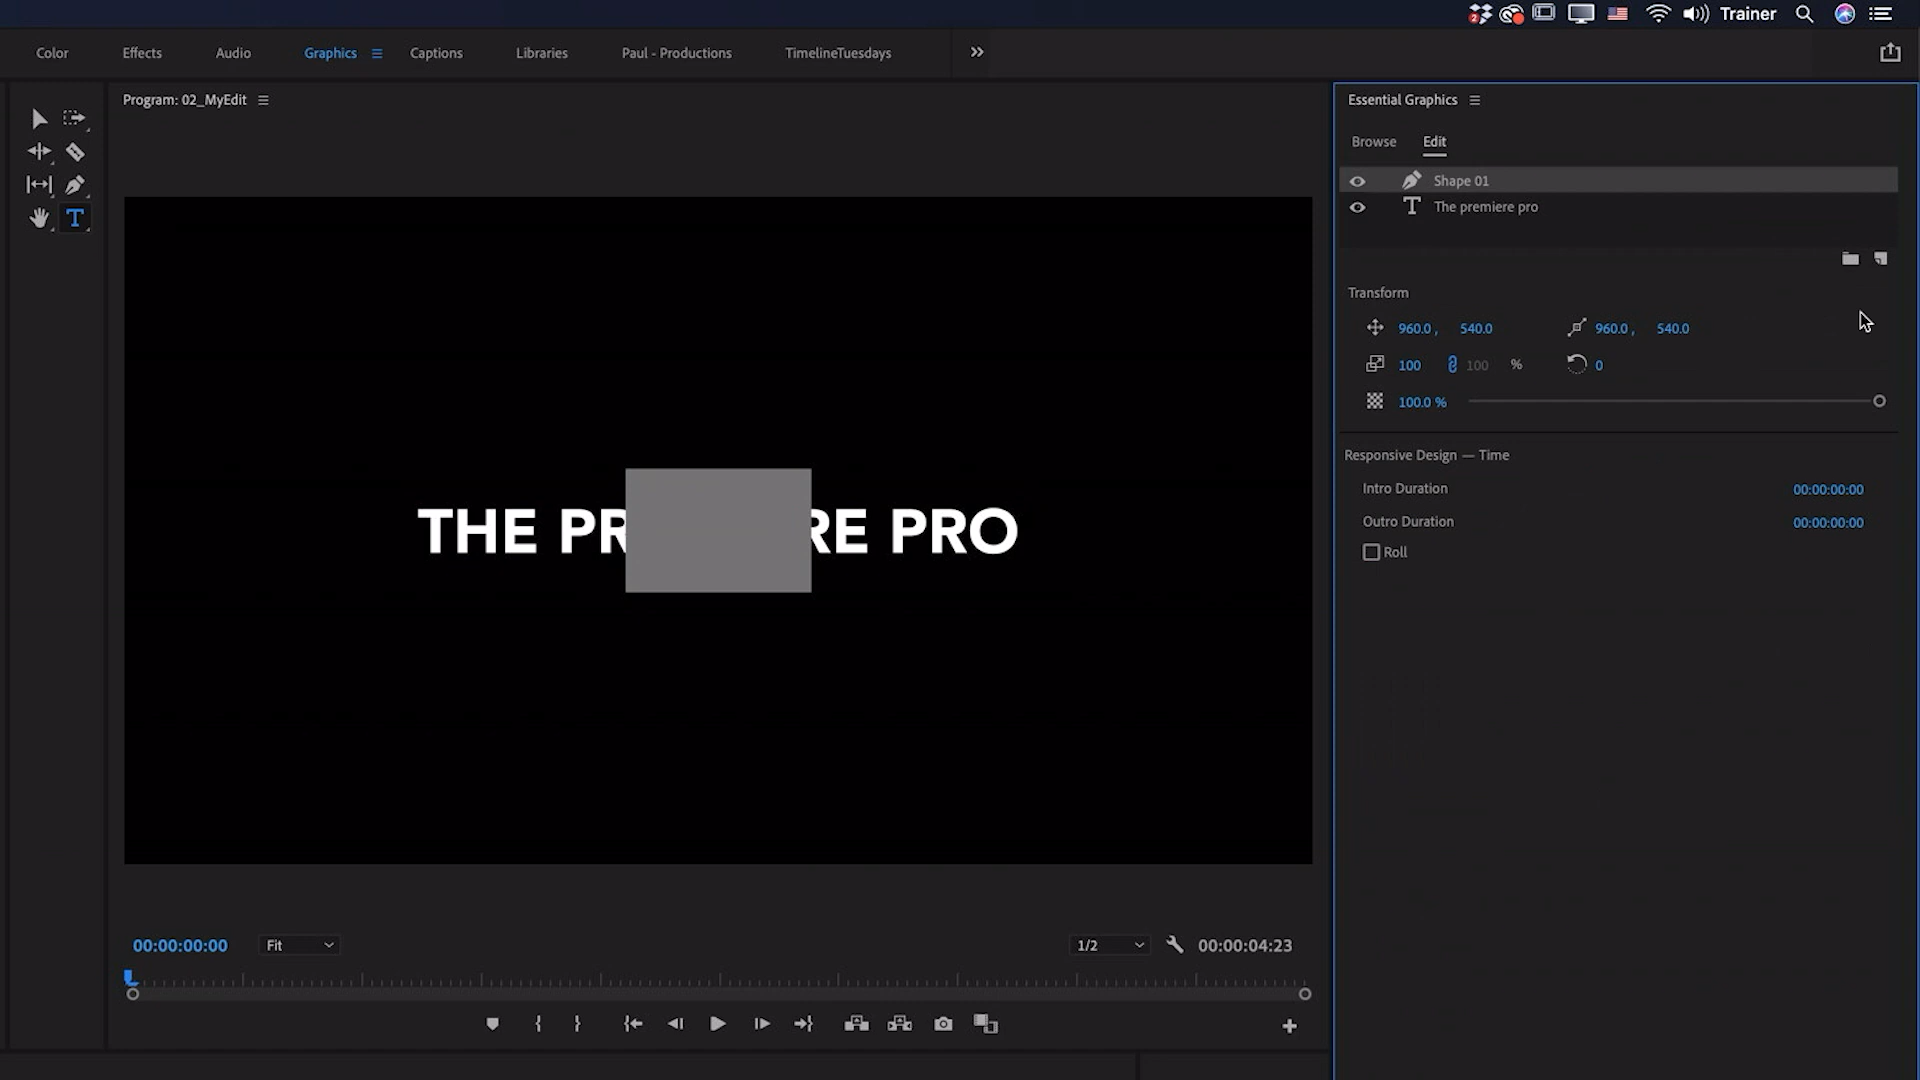 Trainer
Color Effects Audio Graphics Captions Libraries Paul - Productions TimelineTuesdays
Program: 02_MyEdit
Essential Graphics
Browse Edit
Shape 01
The premiere pro
Transform
960.0 , 540.0 960.0 , 540.0
100 100 % 0
100.0 %
Responsive Design — Time
Intro Duration 00:00:00:00
Outro Duration 00:00:00:00
Roll
THE PR RE PRO
00:00:00:00 Fit 1/2 00:00:04:23